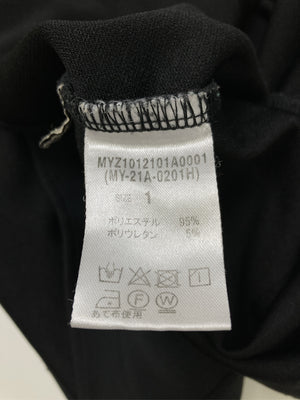 MYZ1012101A0001
(MY-21A-0201H)
SIZE 1
ポリエステル 95%
ポリウレタン 5%
F W
あて布使用